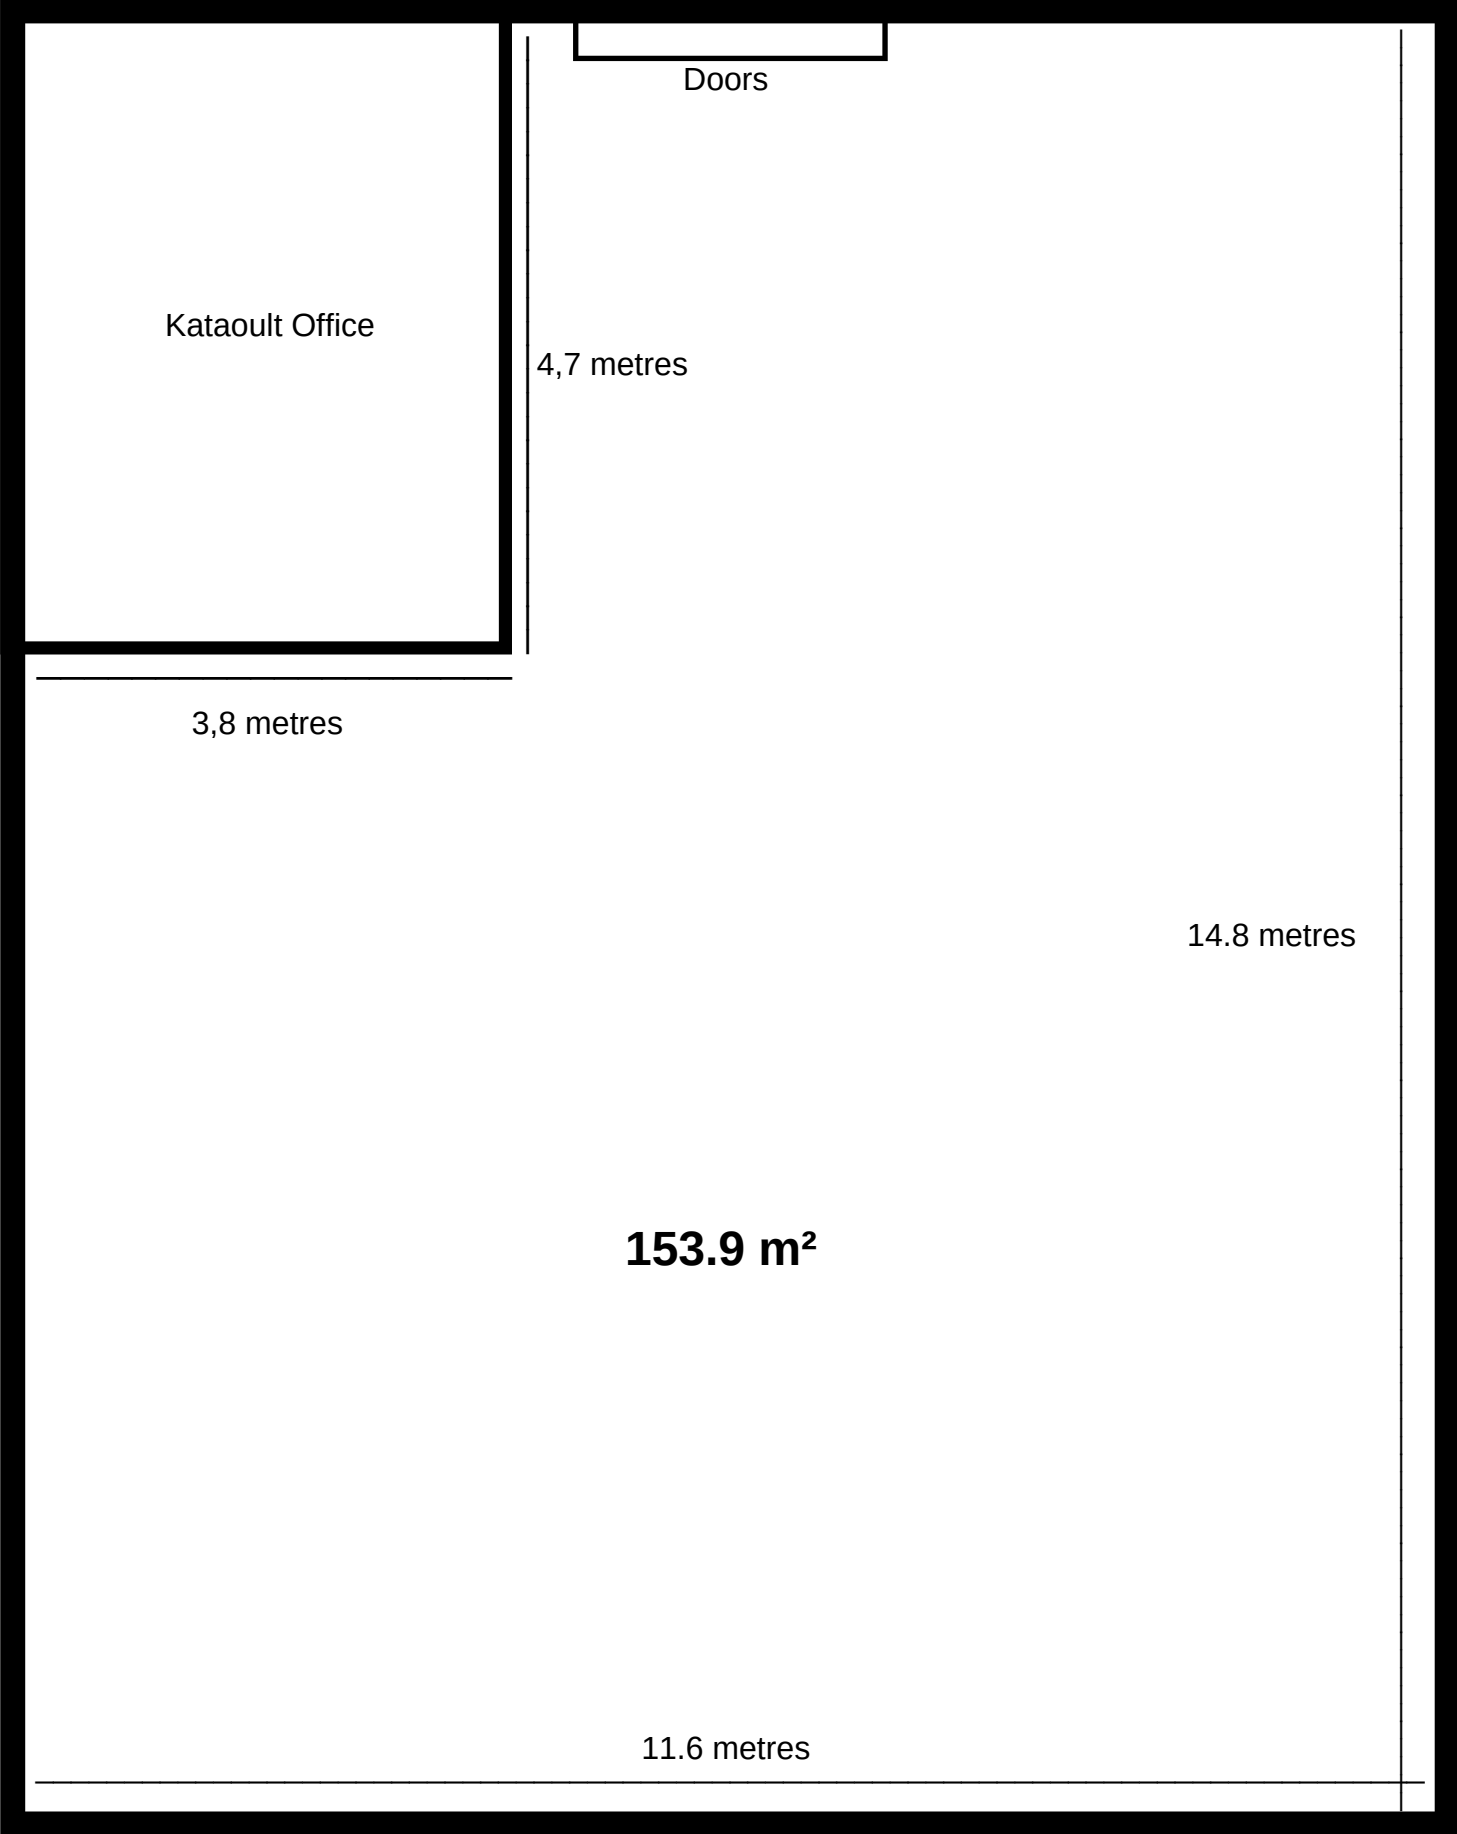 Doors
Kataoult Office
4,7 metres
3,8 metres
14.8 metres
153.9 m²
11.6 metres